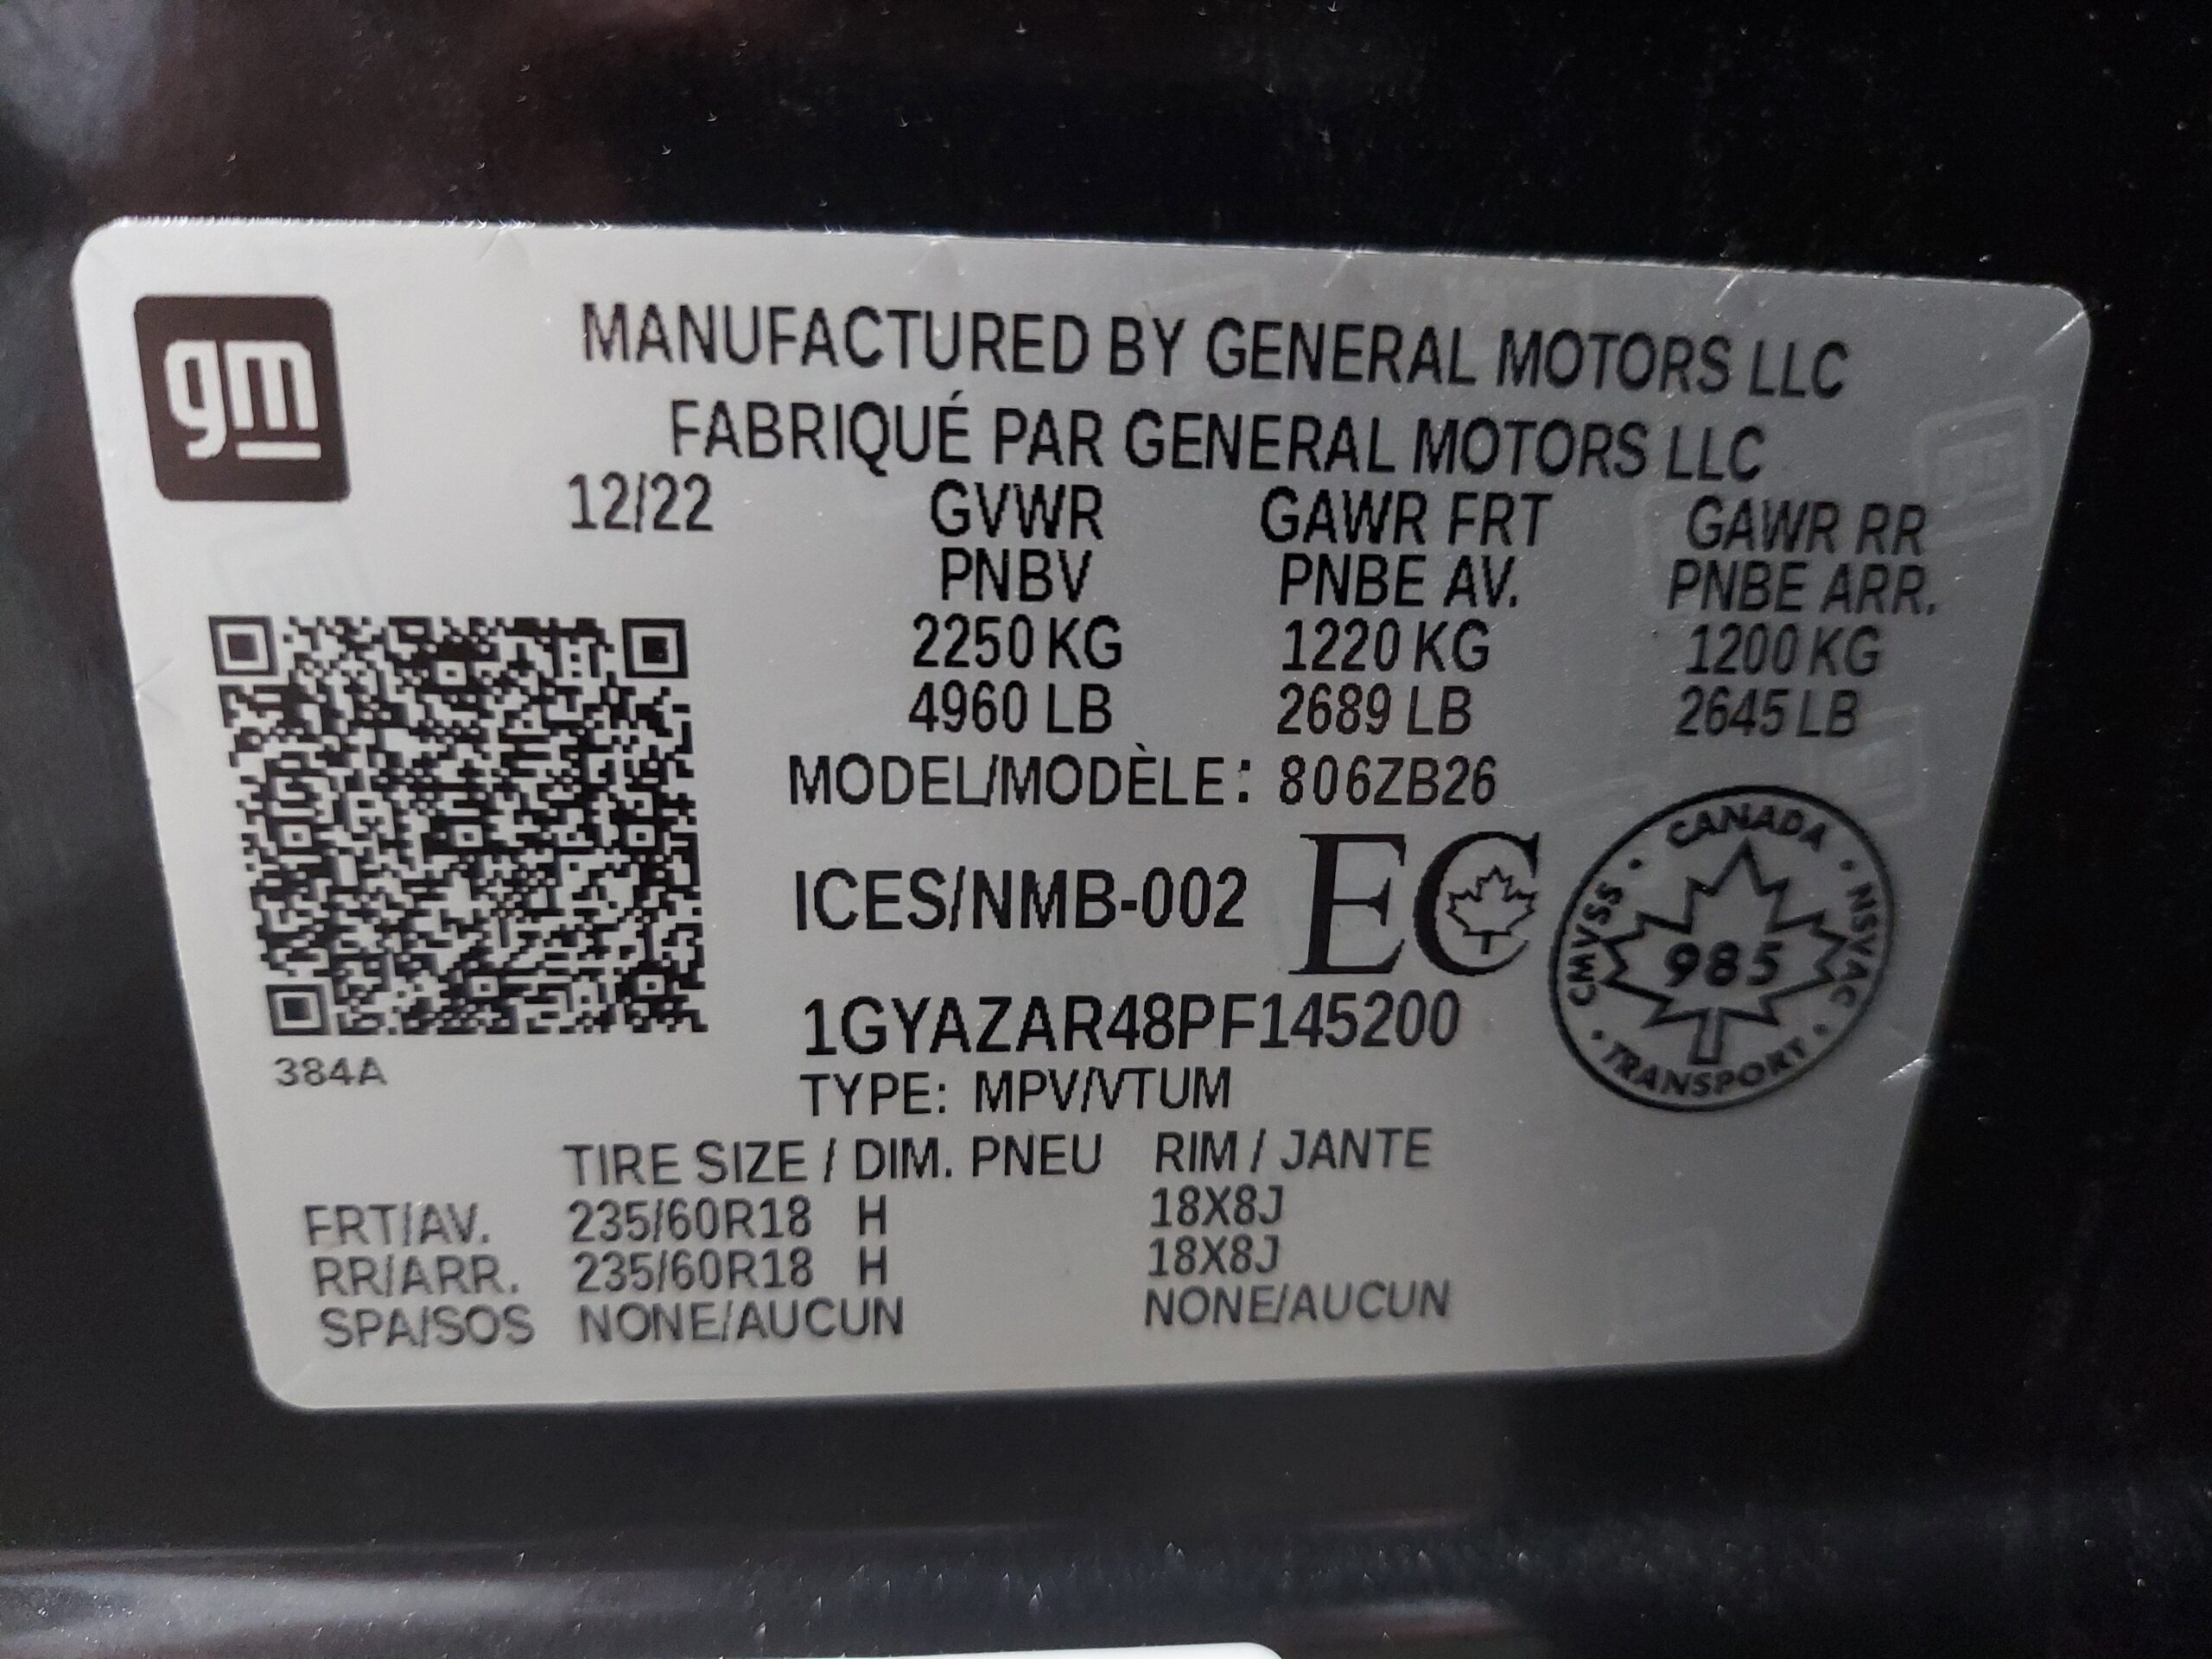 gm
MANUFACTURED BY GENERAL MOTORS LLC
FABRIQUÉ PAR GENERAL MOTORS LLC
12/22 GVWR GAWR FRT GAWR RR
PNBV PNBE AV. PNBE ARR.
2250 KG 1220 KG 1200 KG
4960 LB 2689 LB 2645 LB
MODEL/MODÈLE: 806ZB26
ICES/NMB-002 EC
CANADA · NSVAC · TRANSPORT · CMVSS ·
985
1GYAZAR48PF145200
384A
TYPE: MPV/VTUM
TIRE SIZE / DIM. PNEU RIM / JANTE
FRT/AV. 235/60R18 H 18X8J
RR/ARR. 235/60R18 H 18X8J
SPA/SOS NONE/AUCUN NONE/AUCUN